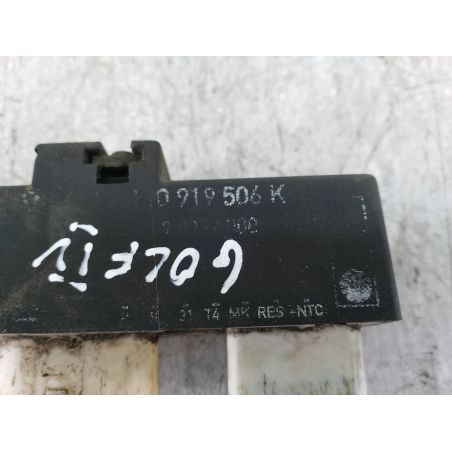 0 919 506 K
GOLF IV
31 T4 MK RES -NTC